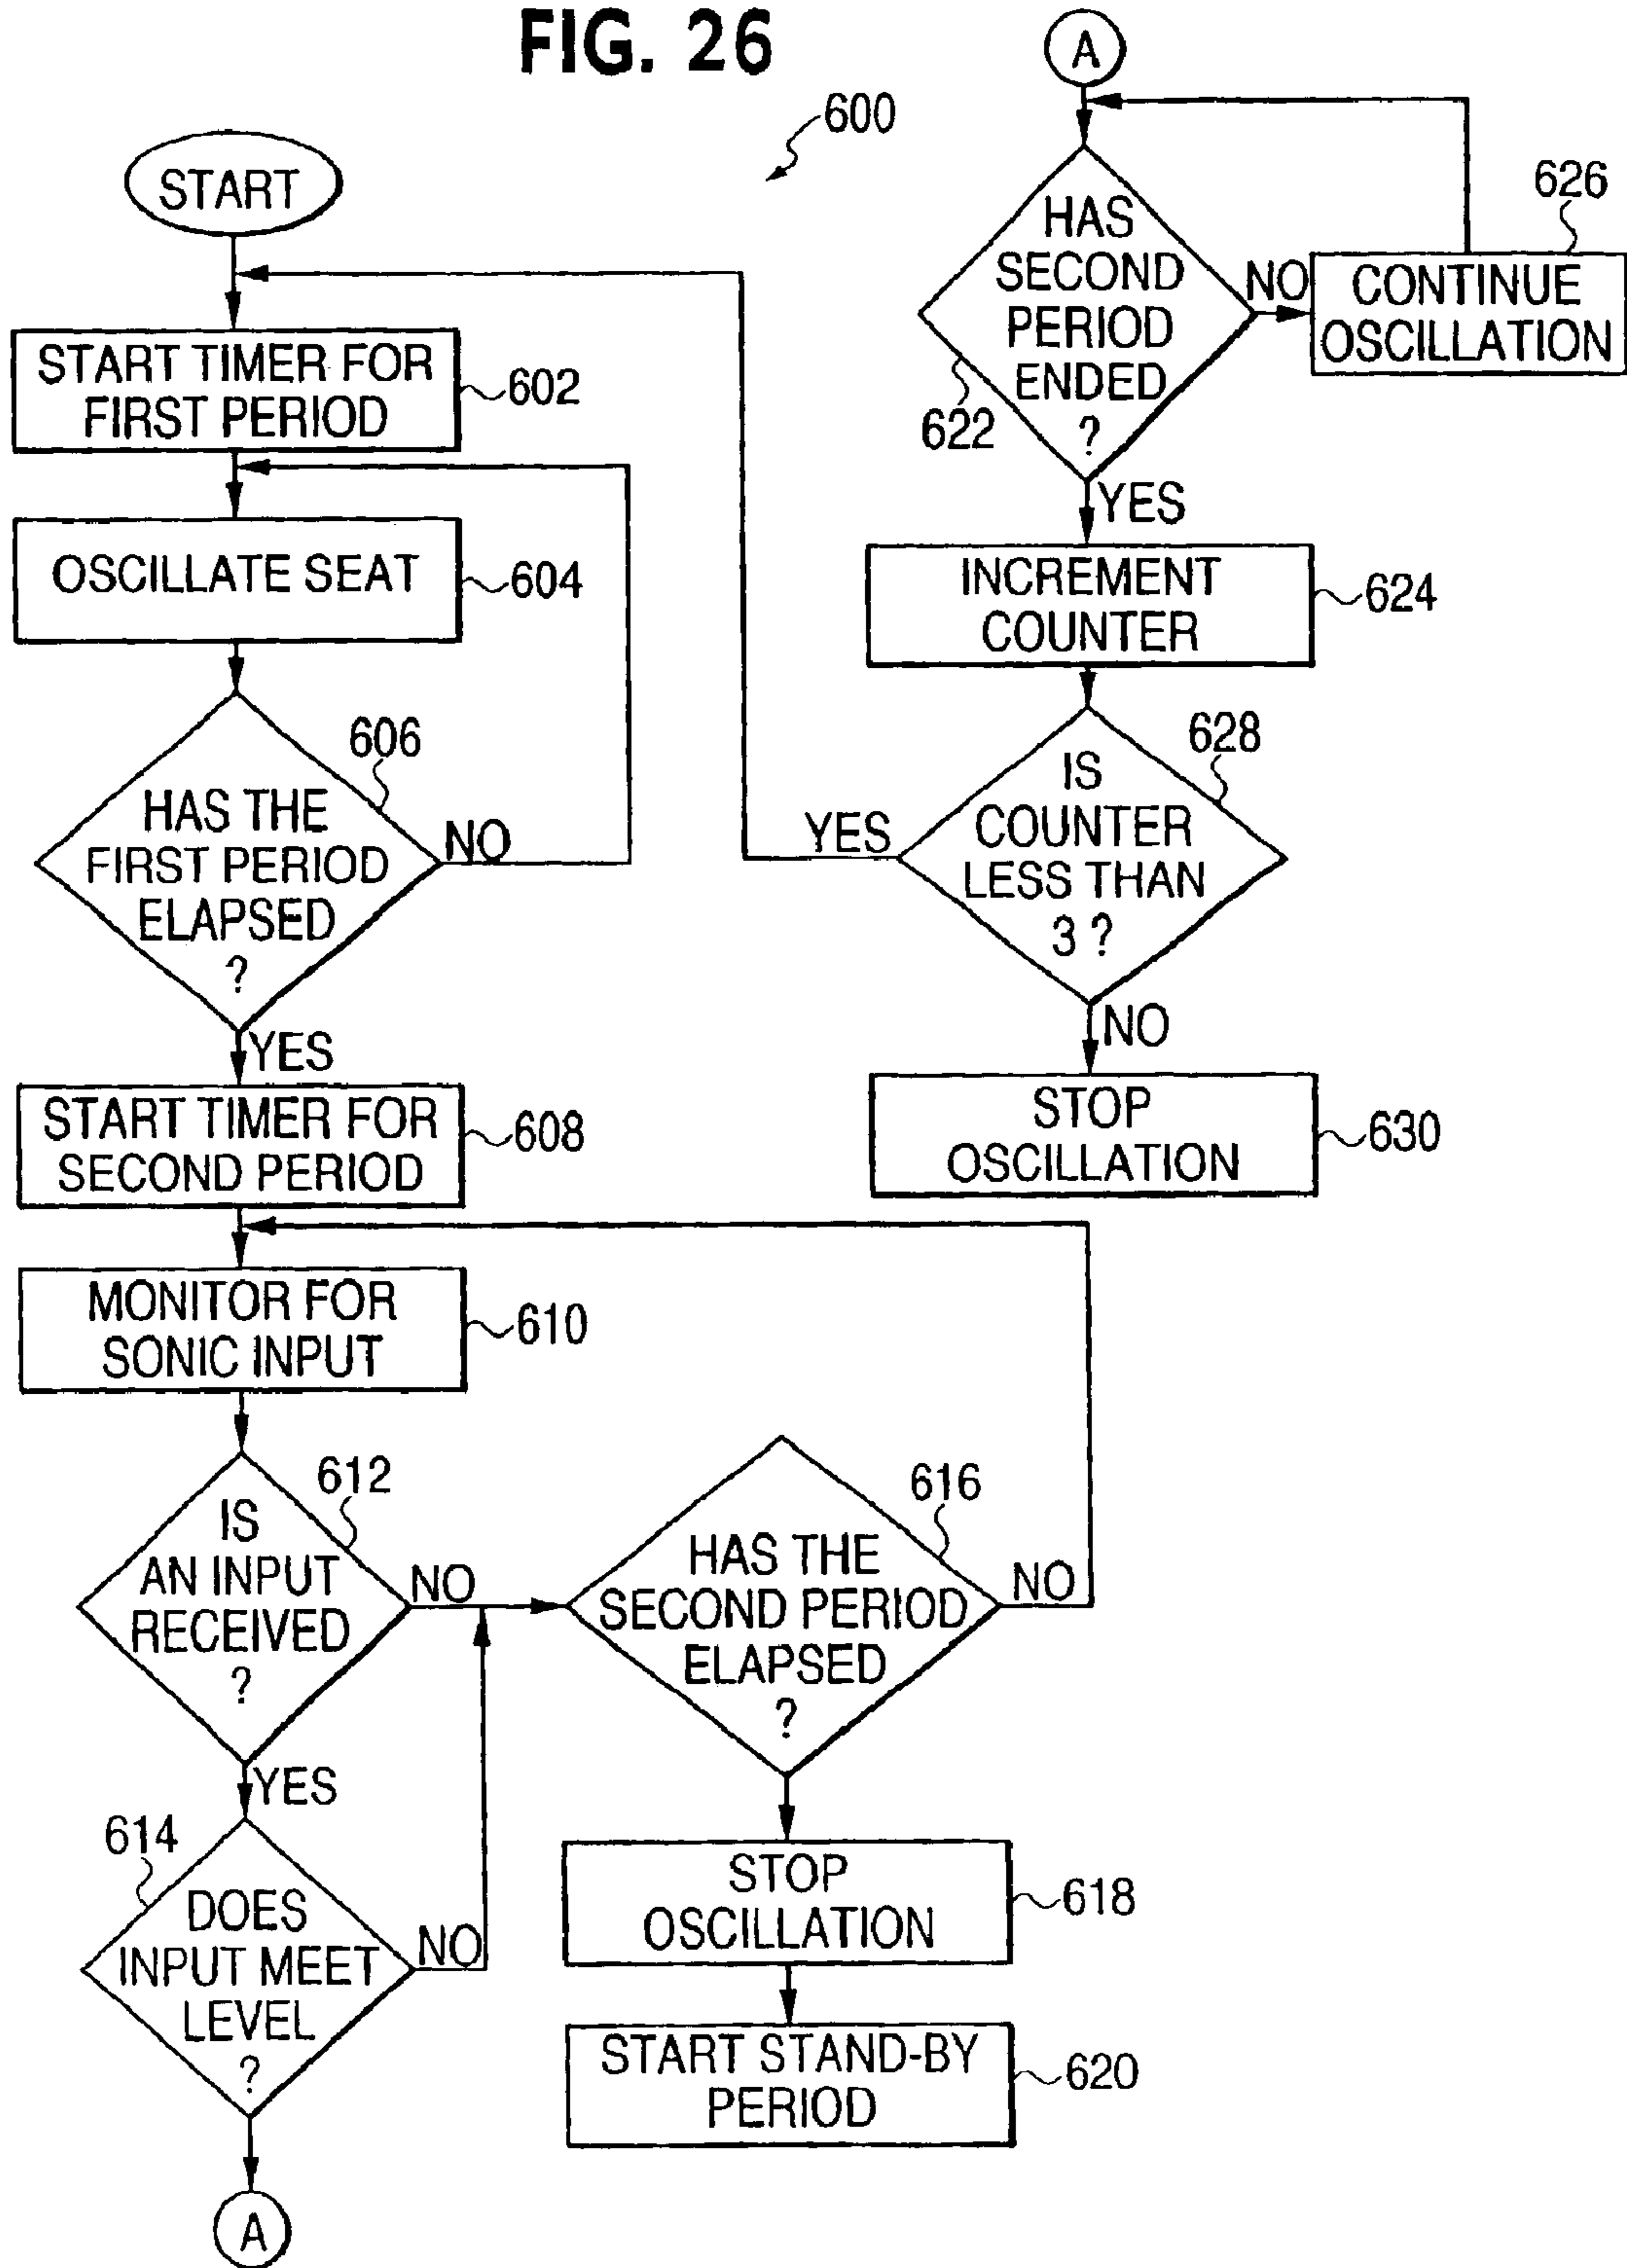 FIG. 26
600
START
START TIMER FOR
FIRST PERIOD
602
OSCILLATE SEAT
604
606
HAS THE
FIRST PERIOD
ELAPSED
?
NO
YES
START TIMER FOR
SECOND PERIOD
608
MONITOR FOR
SONIC INPUT
610
612
IS
AN INPUT
RECEIVED
?
NO
YES
614
DOES
INPUT MEET
LEVEL
?
NO
A
616
HAS THE
SECOND PERIOD
ELAPSED
?
NO
STOP
OSCILLATION
618
START STAND-BY
PERIOD
620
A
HAS
SECOND
PERIOD
ENDED
?
622
NO
626
CONTINUE
OSCILLATION
YES
INCREMENT
COUNTER
624
628
IS
COUNTER
LESS THAN
3 ?
YES
NO
STOP
OSCILLATION
630